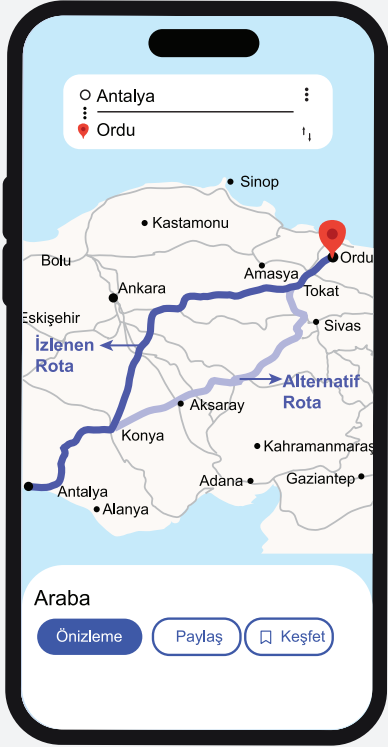 Antalya
Ordu
Sinop
Kastamonu
Bolu
Ordu
Amasya
Ankara
Tokat
Eskişehir
Sivas
İzlenen
Rota
Alternatif
Rota
Aksaray
Konya
Kahramanmaraş
Adana
Gaziantep
Antalya
Alanya
Araba
Önizleme
Paylaş
Keşfet